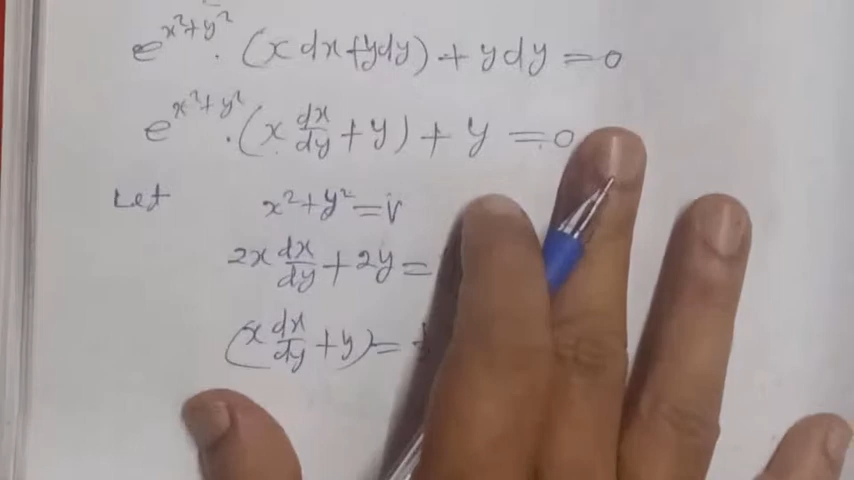 e^{x²+y²} . (x dx+ydy) + y dy = 0
e^{x²+y²} . (x dx/dy + y) + y = 0
Let x²+y² = v
2x dx/dy + 2y =
(x dx/dy + y) =